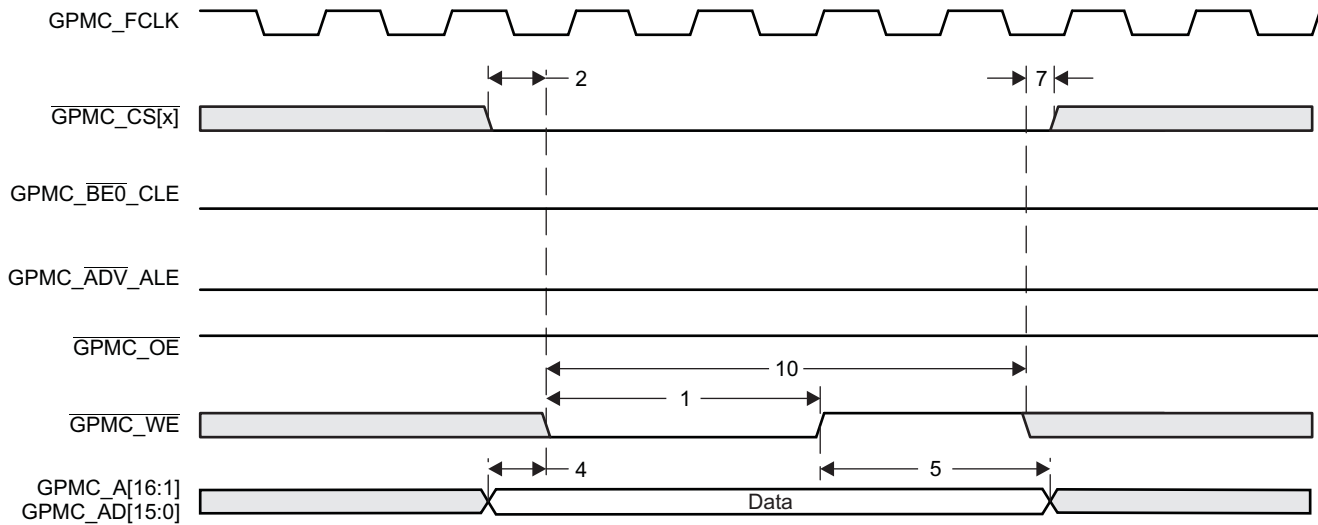 GPMC_FCLK
2
7
GPMC_CS[x]
GPMC_BE0_CLE
GPMC_ADV_ALE
GPMC_OE
10
1
GPMC_WE
4
5
GPMC_A[16:1]
GPMC_AD[15:0]
Data